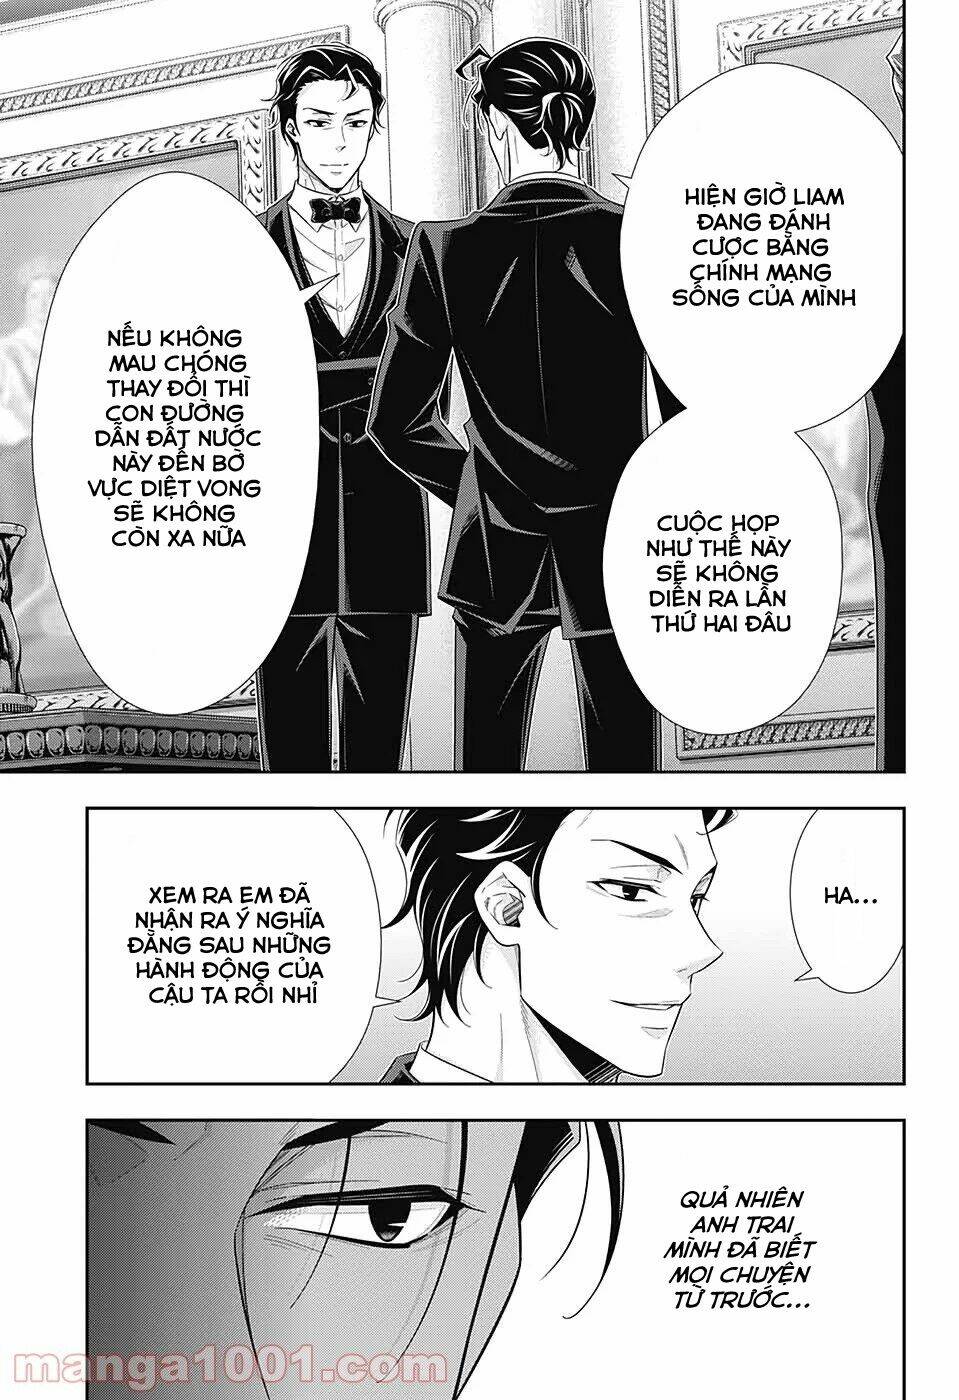 HIỆN GIỜ LIAM
ĐANG ĐÁNH
CƯỢC BẰNG
CHÍNH MẠNG
SỐNG CỦA MÌNH
CUỘC HỌP
NHƯ THẾ NÀY
SẼ KHÔNG
DIỄN RA LẦN
THỨ HAI ĐÂU
NẾU KHÔNG
MAU CHÓNG
THAY ĐỔI THÌ
CON ĐƯỜNG
DẪN ĐẤT NƯỚC
NÀY ĐẾN BỜ
VỰC DIỆT VONG
SẼ KHÔNG
CÒN XA NỮA
HA...
XEM RA EM ĐÃ
NHẬN RA Ý NGHĨA
ĐẰNG SAU NHỮNG
HÀNH ĐỘNG CỦA
CẬU TA RỒI NHỈ
QUẢ NHIÊN
ANH TRAI
MÌNH ĐÃ BIẾT
MỌI CHUYỆN
TỪ TRƯỚC...
manga1001.com